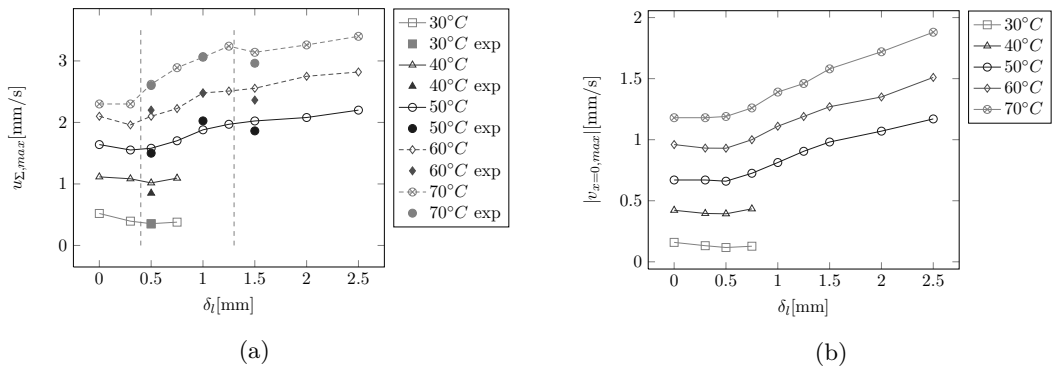 3
2
1
0
u_{Σ,max}[mm/s]
0 0.5 1 1.5 2 2.5
δ_l[mm]
30°C
30°C exp
40°C
40°C exp
50°C
50°C exp
60°C
60°C exp
70°C
70°C exp
(a)
2
1.5
1
0.5
0
|v_{x=0,max}|[mm/s]
0 0.5 1 1.5 2 2.5
δ_l[mm]
30°C
40°C
50°C
60°C
70°C
(b)